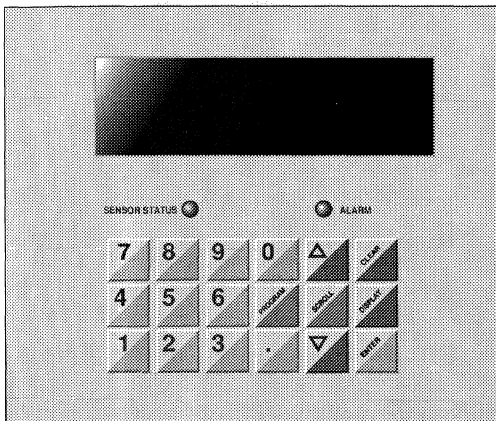 SENSOR STATUS ALARM
7 8 9 0 △ CLEAR
4 5 6 PROGRAM SCROLL DISPLAY
1 2 3 . ▽ ENTER